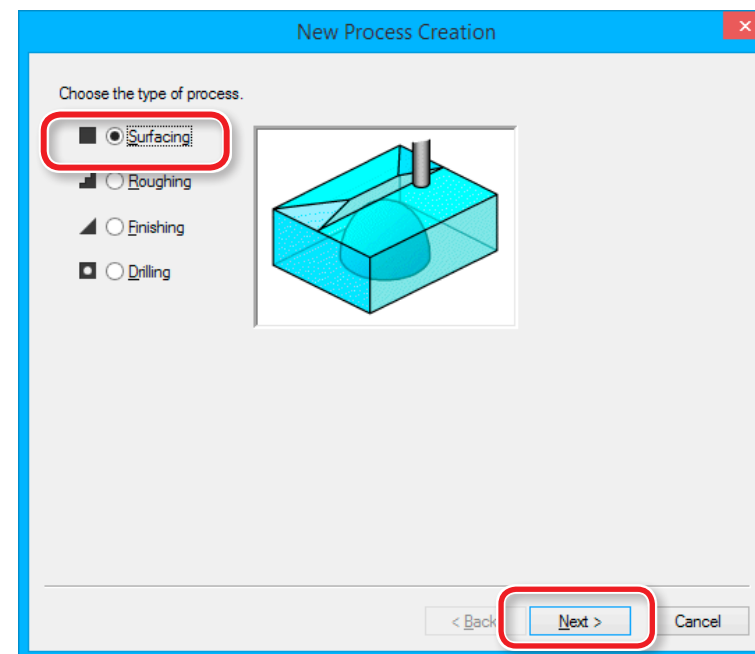 New Process Creation
Choose the type of process.
Surfacing
Roughing
Finishing
Drilling
< Back Next > Cancel